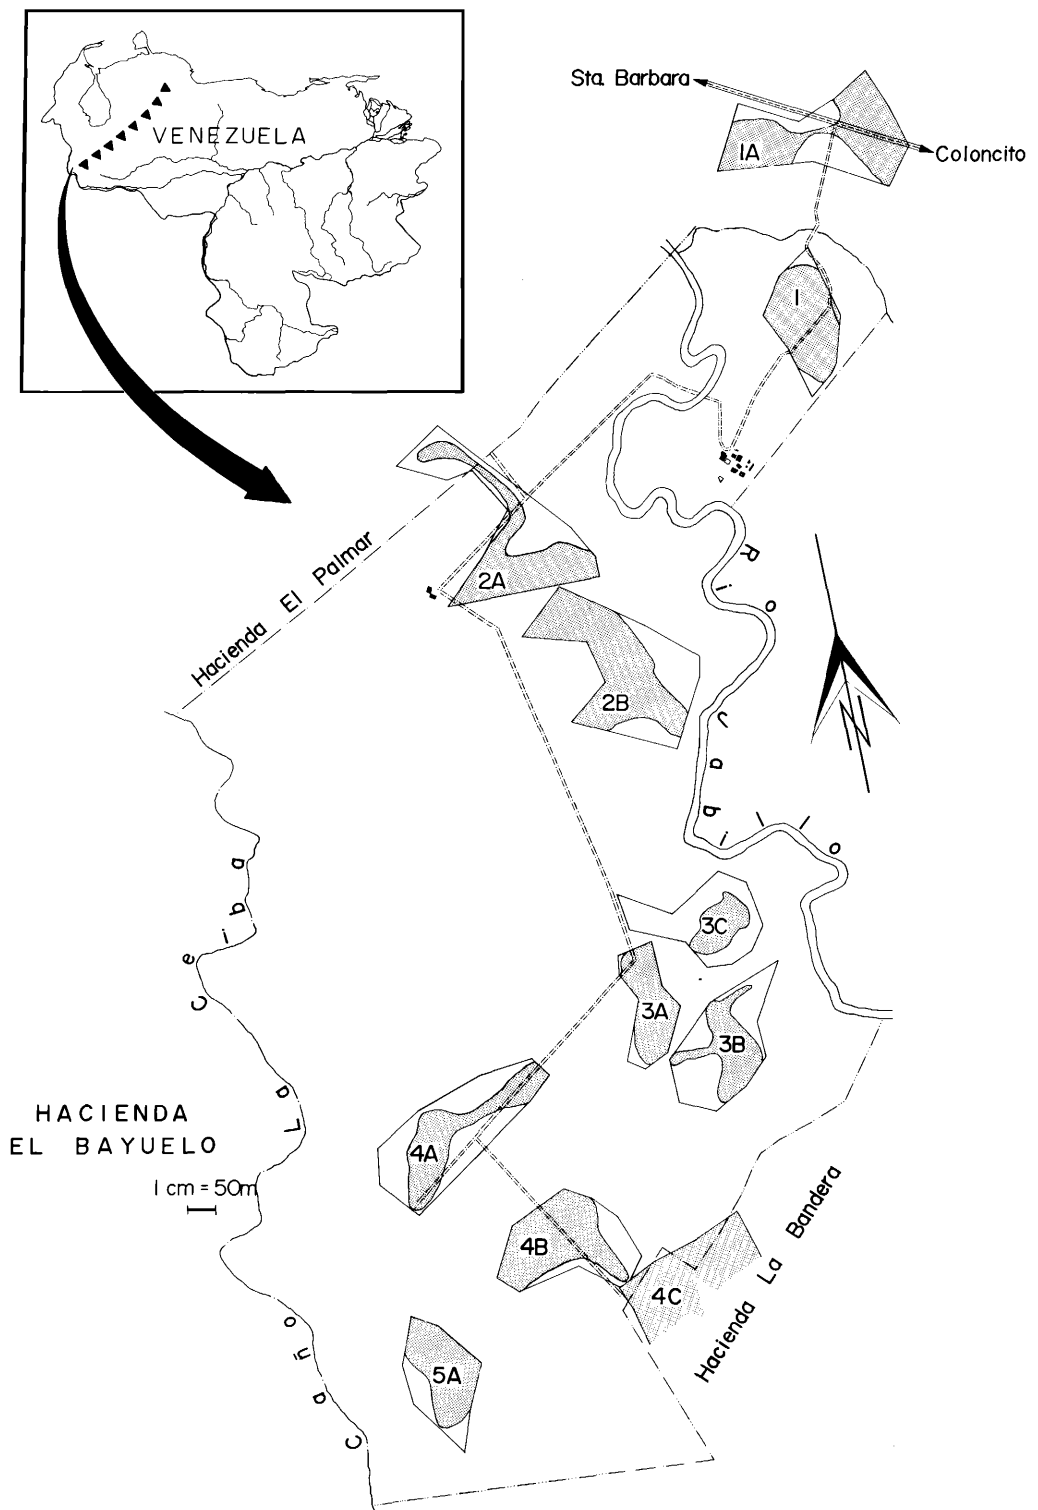 VENEZUELA
Sta. Barbara
Coloncito
1A
1
Hacienda El Palmar
2A
2B
Rio Jabillo
3C
3A
3B
Caño La Ceiba
HACIENDA
EL BAYUELO
1 cm = 50m
4A
4B
4C
Hacienda La Bandera
5A
N